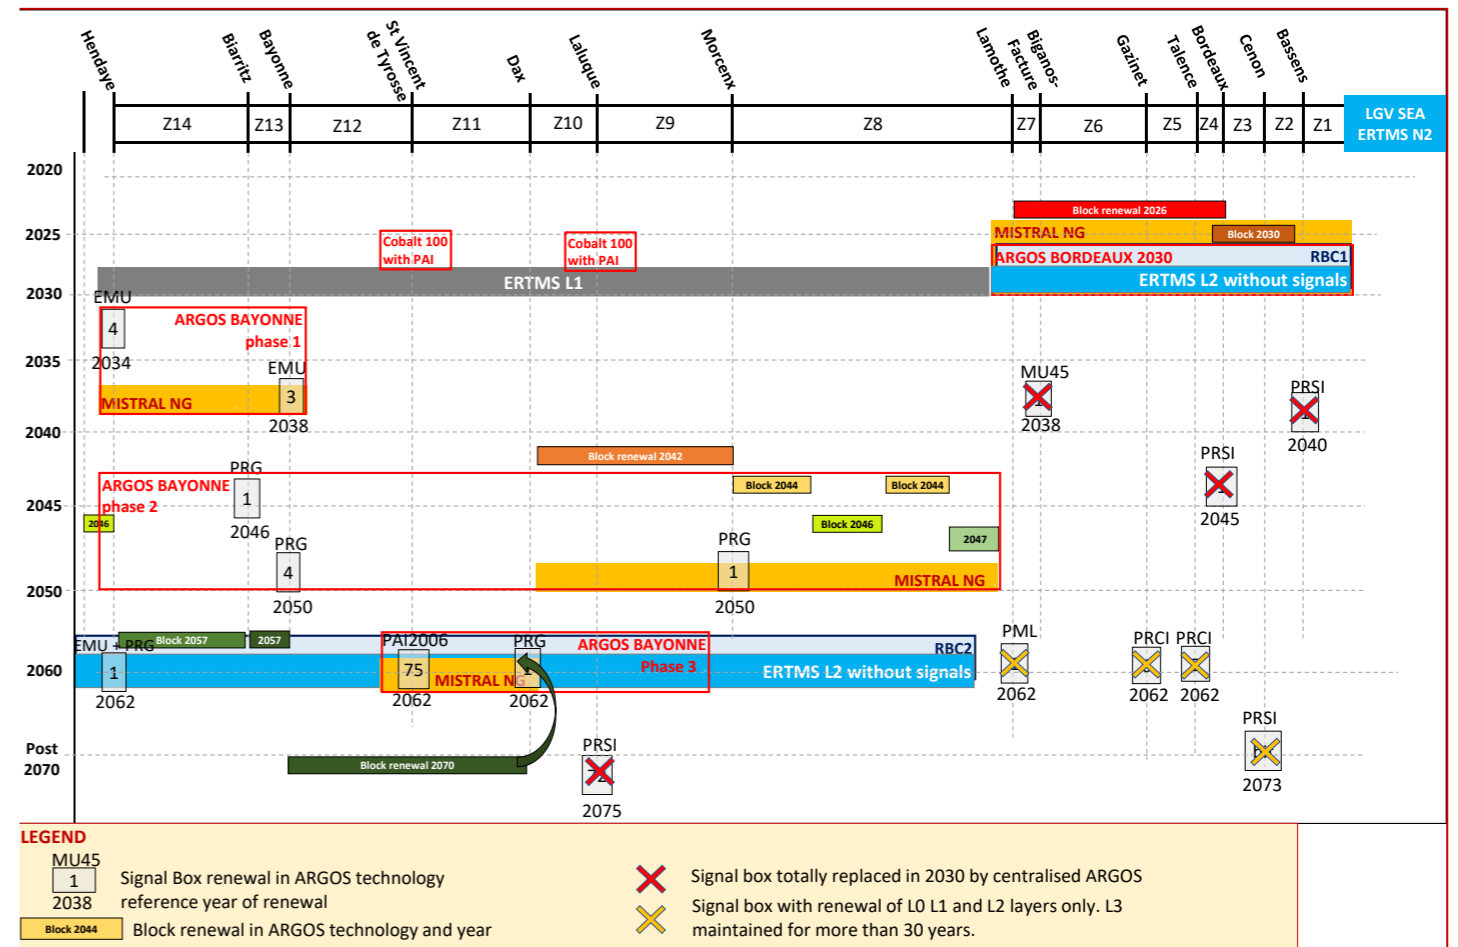 Hendaye
Biarritz
Bayonne
St Vincent
de Tyrosse
Dax
Laluque
Morcenx
Lamothe
Biganos-
Facture
Gazinet
Talence
Bordeaux
Cenon
Bassens
Z14
Z13
Z12
Z11
Z10
Z9
Z8
Z7
Z6
Z5
Z4
Z3
Z2
Z1
LGV SEA
ERTMS N2
2020
Block renewal 2026
2025
Cobalt 100
with PAI
Cobalt 100
with PAI
MISTRAL NG
Block 2030
ARGOS BORDEAUX 2030
RBC1
ERTMS L1
ERTMS L2 without signals
2030
EMU
4
2034
ARGOS BAYONNE
phase 1
2035
EMU
3
2038
MISTRAL NG
MU45
2038
PRSI
2040
2040
Block renewal 2042
ARGOS BAYONNE
phase 2
PRG
1
2046
Block 2044
Block 2044
PRSI
2045
2045
2046
Block 2046
2047
PRG
4
2050
PRG
1
2050
MISTRAL NG
2050
EMU + PRG
1
2062
Block 2057
2057
PAI2006
75
2062
MISTRAL NG
PRG
2062
ARGOS BAYONNE
Phase 3
RBC2
ERTMS L2 without signals
2060
PML
2062
PRCI
2062
PRCI
2062
PRSI
2073
Post
2070
Block renewal 2070
PRSI
2075
LEGEND
MU45
1
2038
Signal Box renewal in ARGOS technology
reference year of renewal
Block 2044
Block renewal in ARGOS technology and year
Signal box totally replaced in 2030 by centralised ARGOS
Signal box with renewal of L0 L1 and L2 layers only. L3
maintained for more than 30 years.